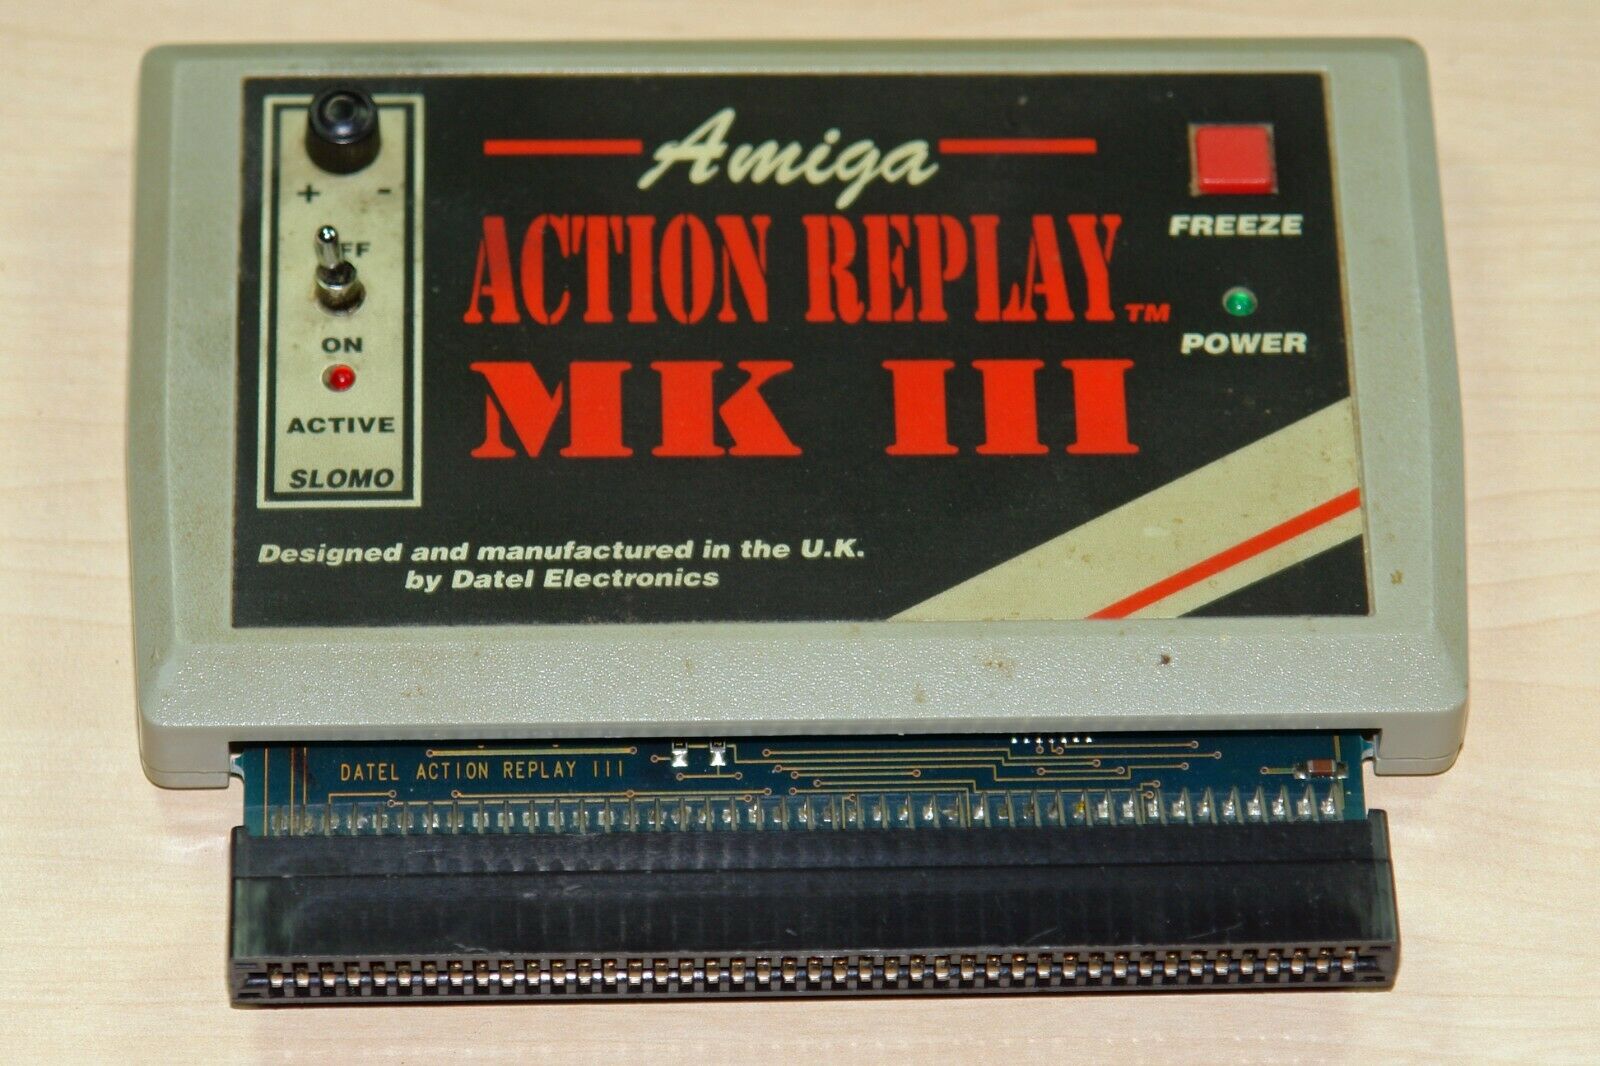 + -
OFF
ON
ACTIVE
SLOMO
Amiga
ACTION REPLAY TM
MK III
FREEZE
POWER
Designed and manufactured in the U.K.
by Datel Electronics
DATEL ACTION REPLAY III